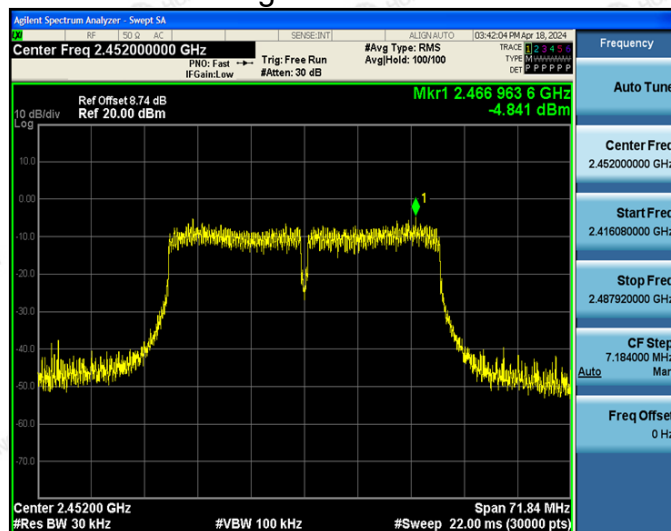 Agilent Spectrum Analyzer - Swept SA
RF 50 Ω AC SENSE:INT ALIGN AUTO 03:42:04 PM Apr 18, 2024
Center Freq 2.452000000 GHz
PNO: Fast
IFGain:Low
Trig: Free Run
#Atten: 30 dB
#Avg Type: RMS
Avg|Hold: 100/100
TRACE 1 2 3 4 5 6
TYPE M
DET P P P P P P
Frequency
Mkr1 2.466 963 6 GHz
-4.841 dBm
Ref Offset 8.74 dB
10 dB/div Ref 20.00 dBm
Log
10.0
0.00
-10.0
-20.0
-30.0
-40.0
-50.0
-60.0
-70.0
1
Center 2.45200 GHz Span 71.84 MHz
#Res BW 30 kHz #VBW 100 kHz #Sweep 22.00 ms (30000 pts)
Auto Tune
Center Freq
2.452000000 GHz
Start Freq
2.416080000 GHz
Stop Freq
2.487920000 GHz
CF Step
7.184000 MHz
Auto Man
Freq Offset
0 Hz